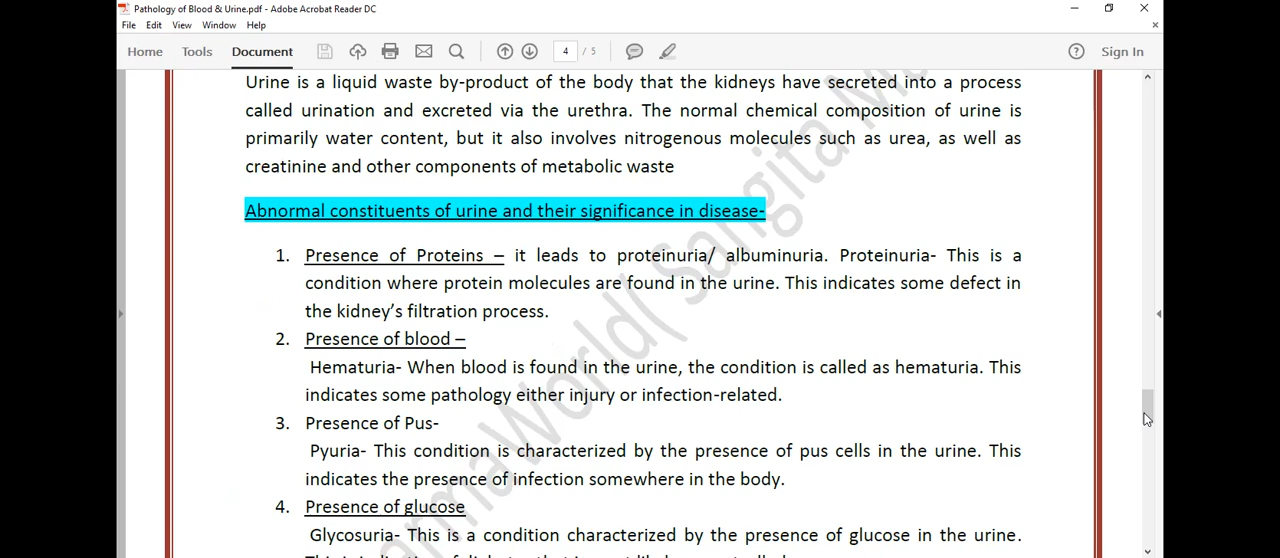 Pathology of Blood & Urine.pdf - Adobe Acrobat Reader DC
File Edit View Window Help
Home Tools Document 4 / 5 Sign In
Urine is a liquid waste by-product of the body that the kidneys have secreted into a process
called urination and excreted via the urethra. The normal chemical composition of urine is
primarily water content, but it also involves nitrogenous molecules such as urea, as well as
creatinine and other components of metabolic waste
Abnormal constituents of urine and their significance in disease-
1. Presence of Proteins – it leads to proteinuria/ albuminuria. Proteinuria- This is a
condition where protein molecules are found in the urine. This indicates some defect in
the kidney's filtration process.
2. Presence of blood –
Hematuria- When blood is found in the urine, the condition is called as hematuria. This
indicates some pathology either injury or infection-related.
3. Presence of Pus-
Pyuria- This condition is characterized by the presence of pus cells in the urine. This
indicates the presence of infection somewhere in the body.
4. Presence of glucose
Glycosuria- This is a condition characterized by the presence of glucose in the urine.